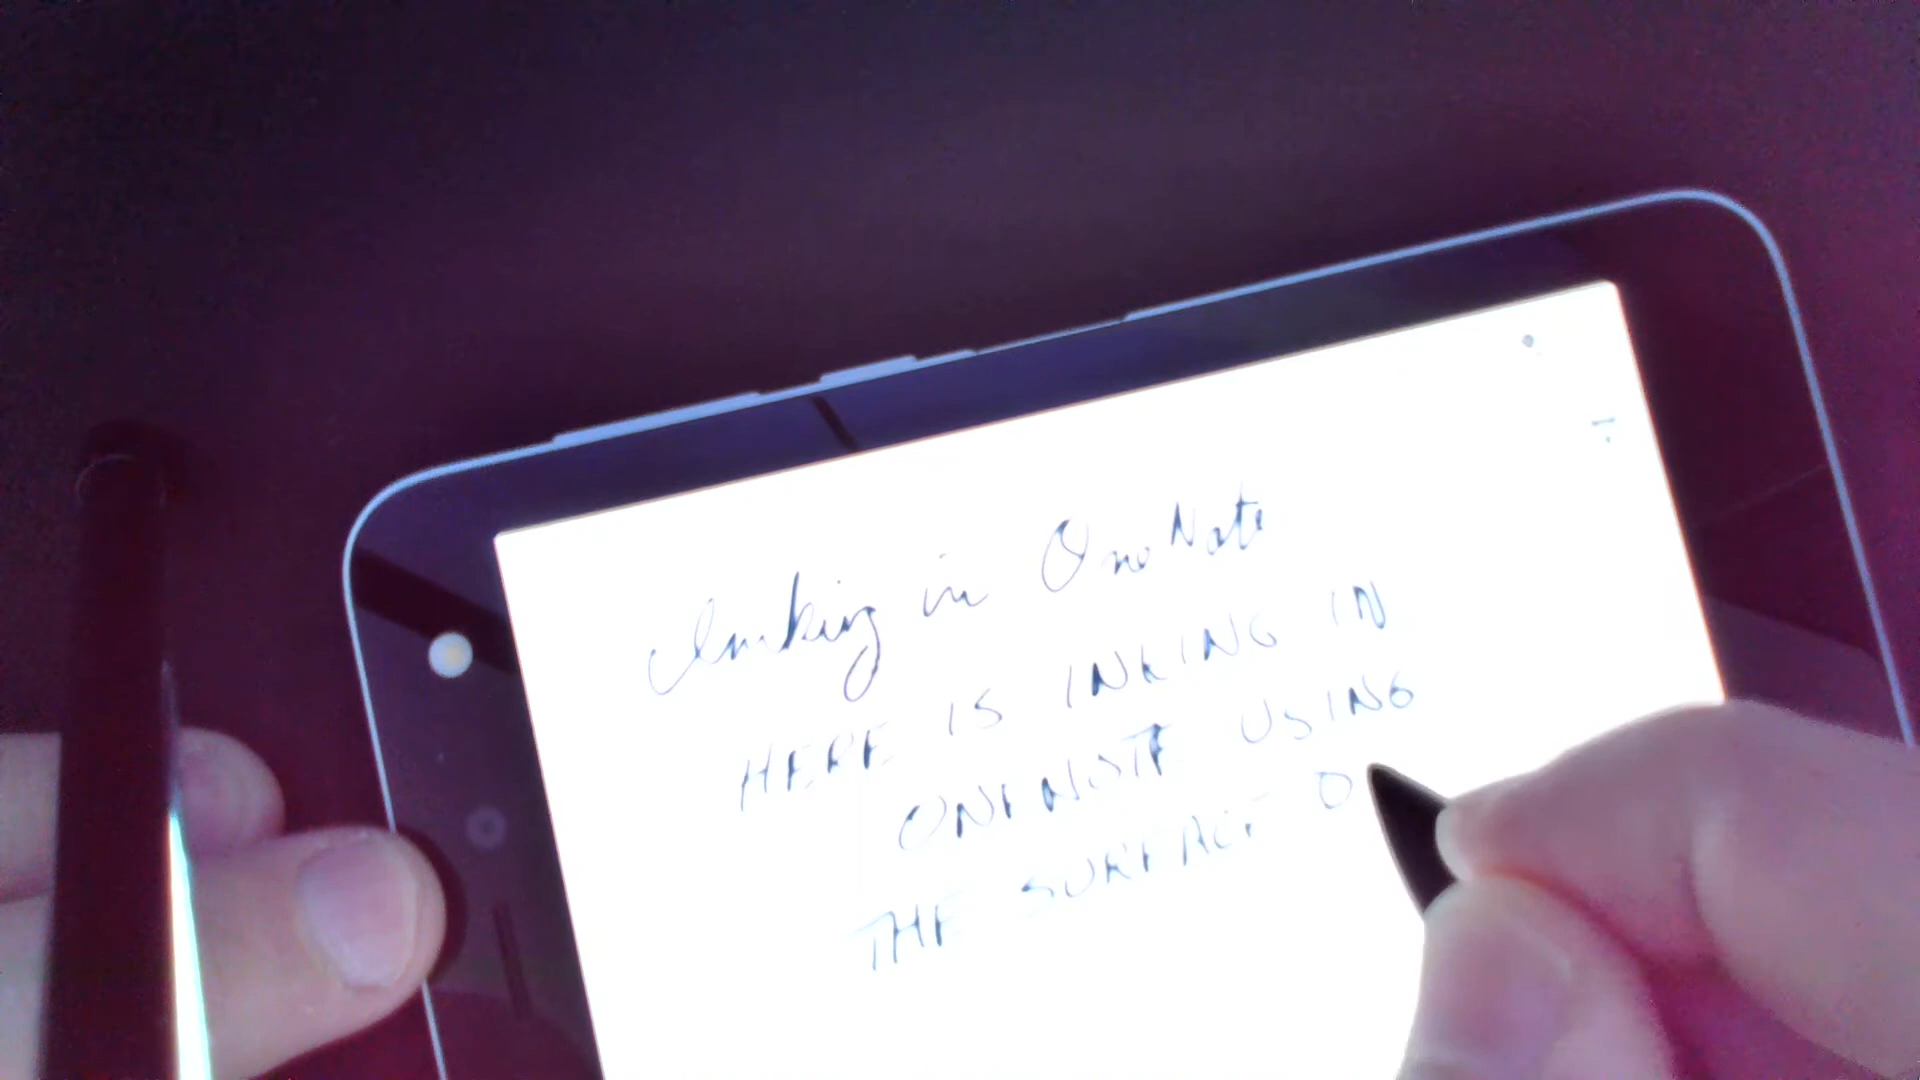 Inking in OneNote
HERE IS INKING IN
ONENOTE USING
THE SURFACE D